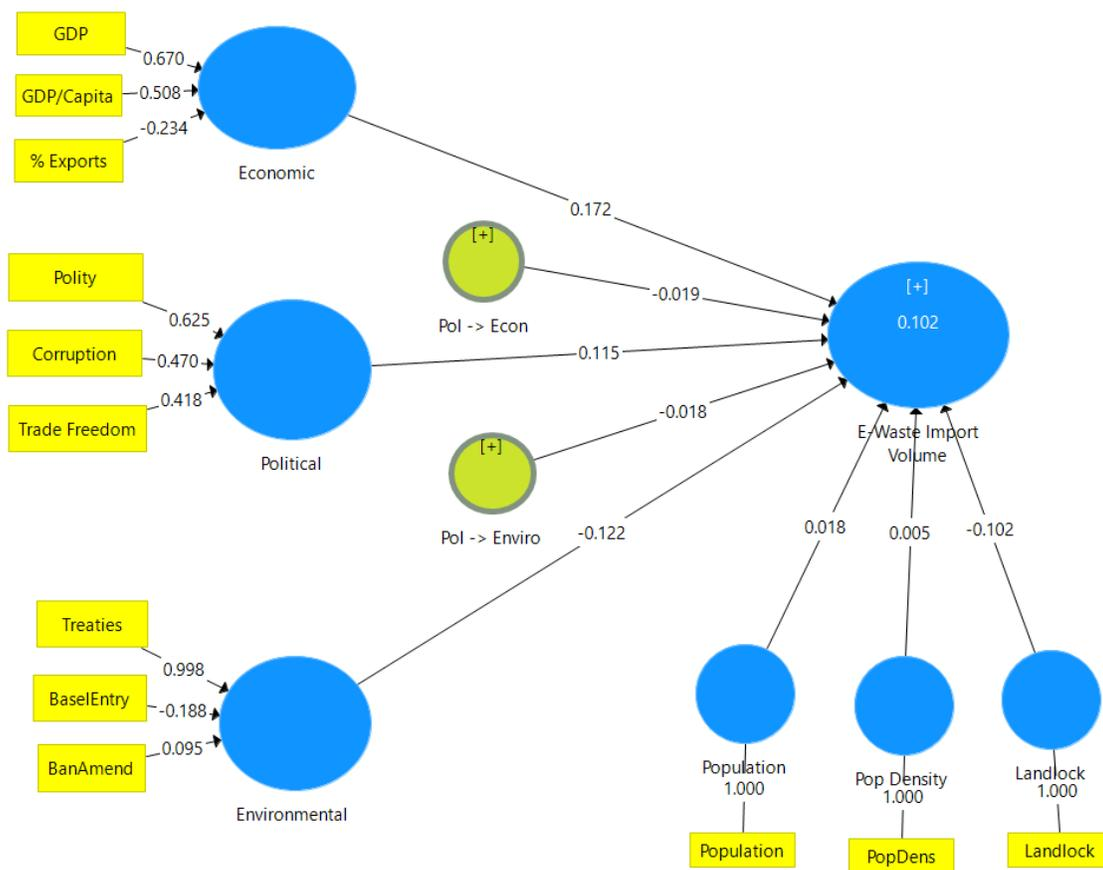 GDP
0.670
GDP/Capita
0.508
-0.234
% Exports
Economic
0.172
[+]
Pol -> Econ
-0.019
Polity
0.625
Corruption
0.470
0.418
Trade Freedom
Political
0.115
[+]
0.102
E-Waste Import
Volume
-0.018
[+]
Pol -> Enviro
-0.122
Treaties
0.998
BaselEntry
-0.188
0.095
BanAmend
Environmental
0.018
0.005
-0.102
Population
1.000
Population
Pop Density
1.000
PopDens
Landlock
1.000
Landlock